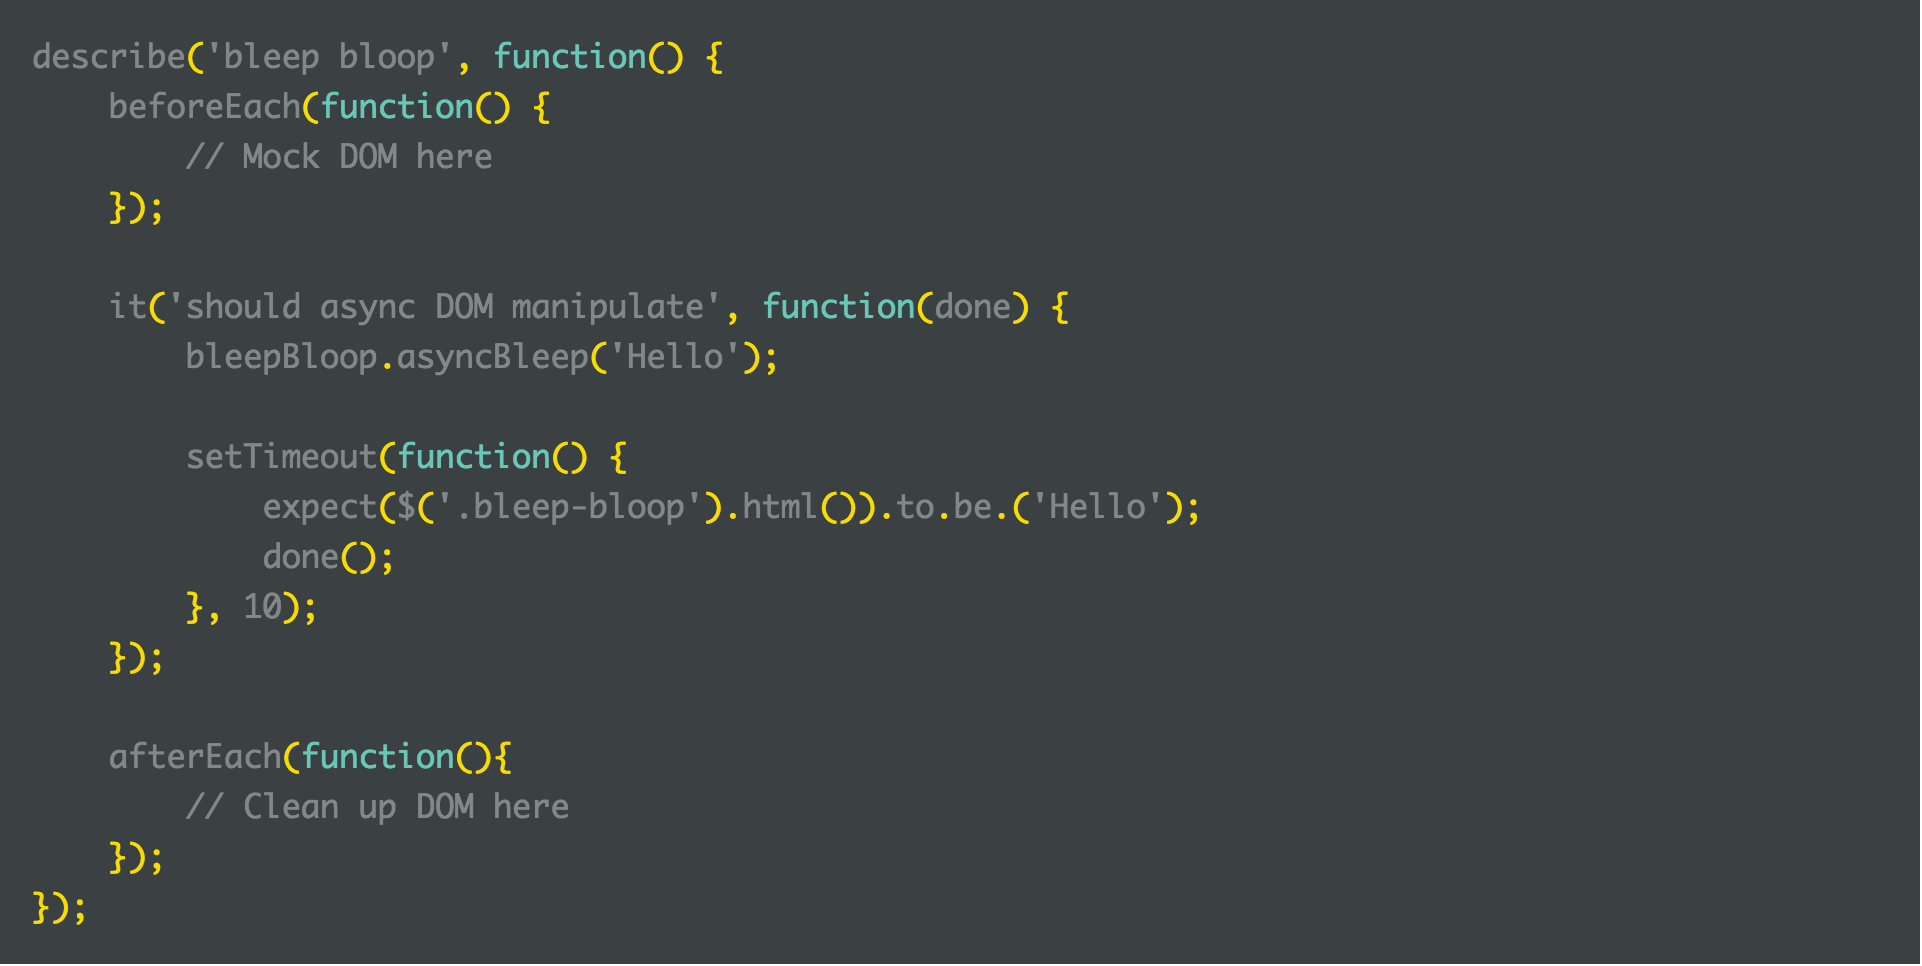 describe('bleep bloop', function() {
    beforeEach(function() {
        // Mock DOM here
    });

    it('should async DOM manipulate', function(done) {
        bleepBloop.asyncBleep('Hello');

        setTimeout(function() {
            expect($('.bleep-bloop').html()).to.be.('Hello');
            done();
        }, 10);
    });

    afterEach(function(){
        // Clean up DOM here
    });
});